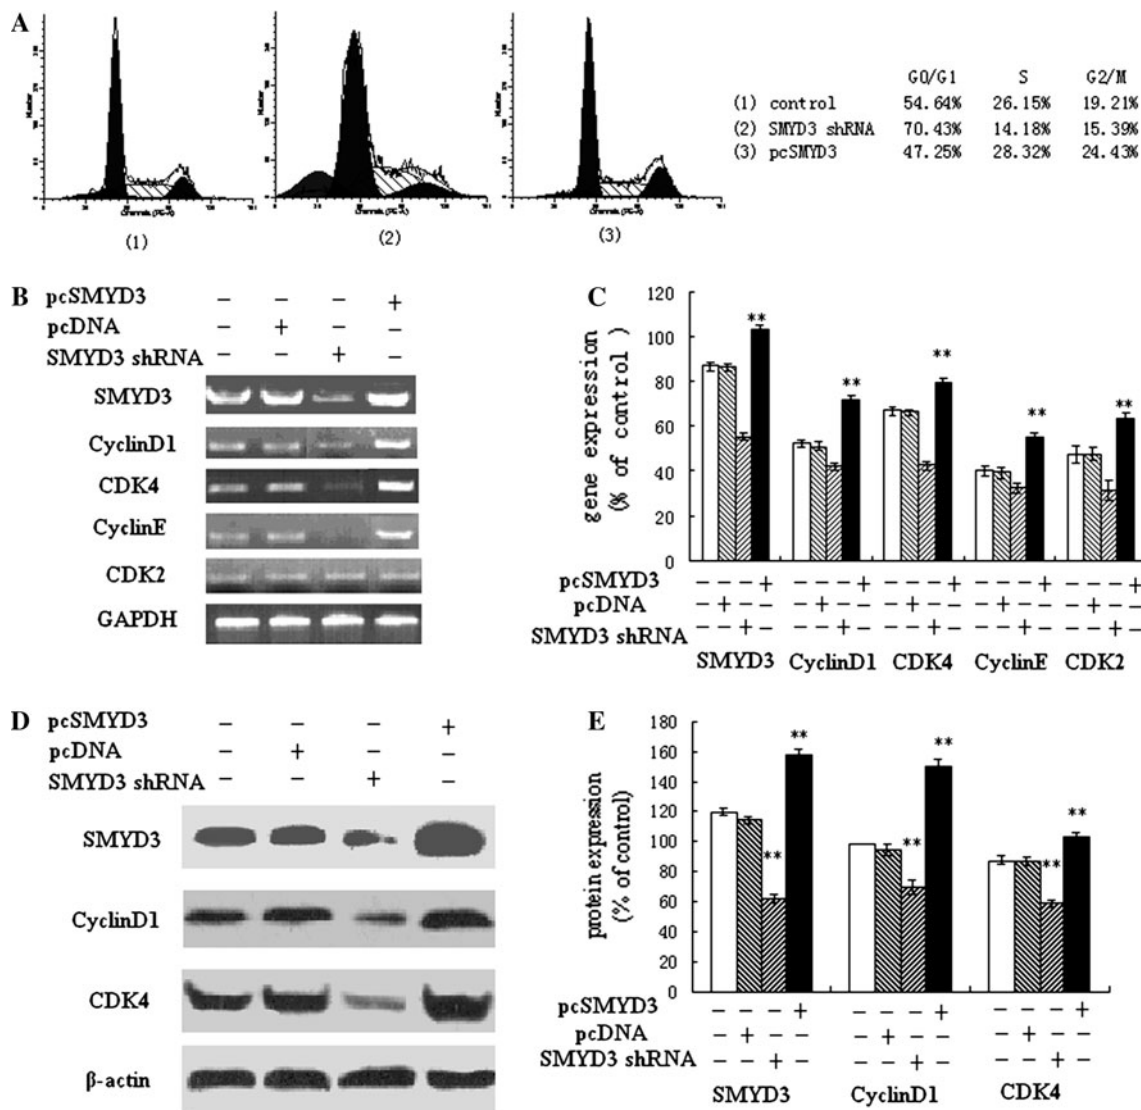 A
G0/G1 S G2/M
(1) control 54.64% 26.15% 19.21%
(2) SMYD3 shRNA 70.43% 14.18% 15.39%
(3) pcSMYD3 47.25% 28.32% 24.43%
Number
Number
Number
(1)
(2)
(3)
B
pcSMYD3 − − − +
pcDNA − + − −
SMYD3 shRNA − − + −
SMYD3
CyclinD1
CDK4
CyclinE
CDK2
GAPDH
C
gene expression
(% of control)
120
100
80
60
40
20
0
** ** ** ** **
pcSMYD3 − − − + − − − + − − − + − − − + − − − +
pcDNA − + − − − + − − − + − − − + − − − + − −
SMYD3 shRNA − − + − − − + − − − + − − − + − − − + −
SMYD3 CyclinD1 CDK4 CyclinE CDK2
D
pcSMYD3 − − − +
pcDNA − + − −
SMYD3 shRNA − − + −
SMYD3
CyclinD1
CDK4
β-actin
E
protein expression
(% of control)
180
160
140
120
100
80
60
40
20
0
** ** ** ** ** **
pcSMYD3 − − − + − − − + − − − +
pcDNA − + − − − + − − − + − −
SMYD3 shRNA − − + − − − + − − − + −
SMYD3 CyclinD1 CDK4